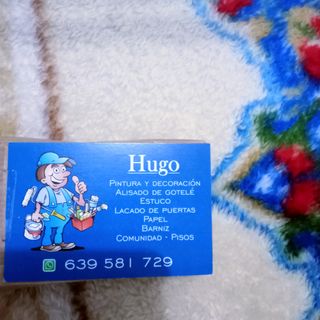 Hugo
Pintura y decoración
Alisado de gotelé
Estuco
Lacado de puertas
Papel
Barniz
Comunidad · Pisos
639 581 729